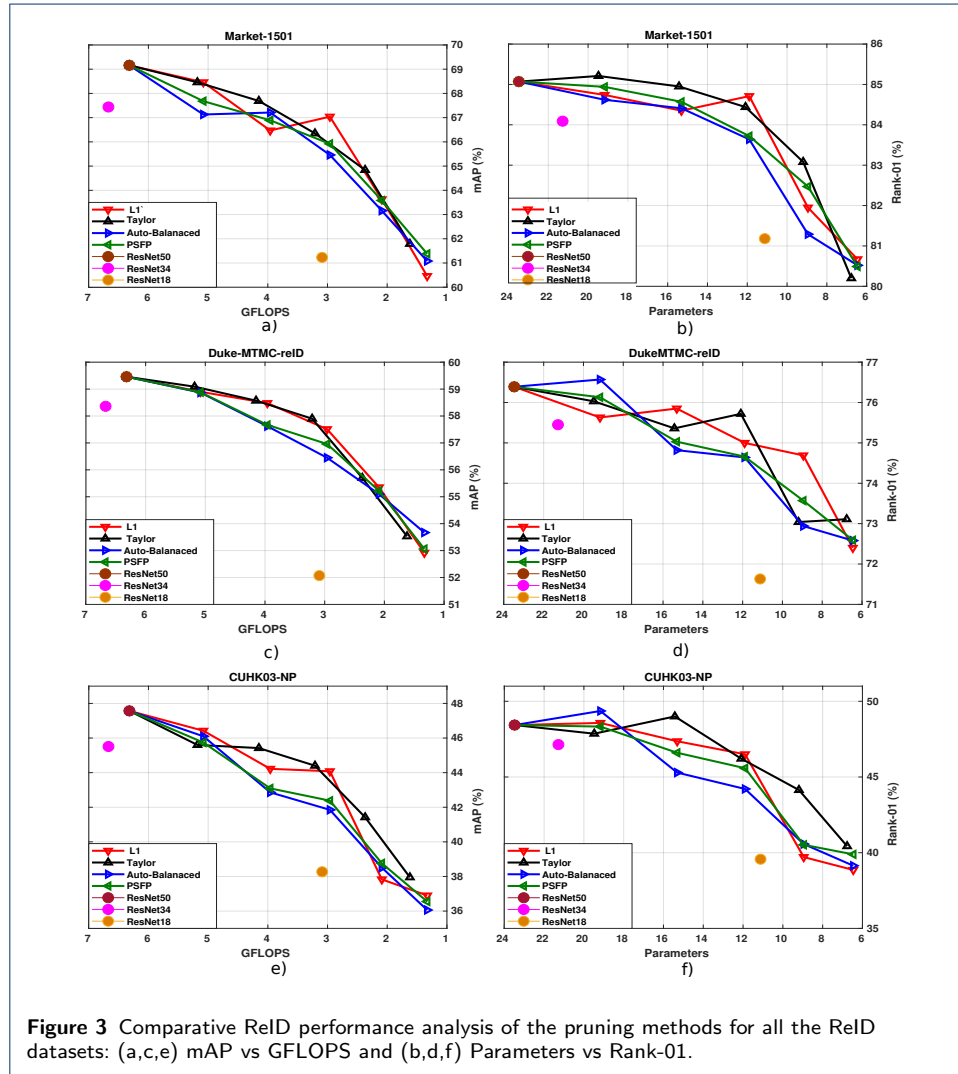 Market-1501
70
69
68
67
66
65
64
63
62
61
60
mAP (%)
L1`
Taylor
Auto-Balanaced
PSFP
ResNet50
ResNet34
ResNet18
7 6 5 4 3 2 1
GFLOPS
a)
Market-1501
86
85
84
83
82
81
80
Rank-01 (%)
L1
Taylor
Auto-Balanaced
PSFP
ResNet50
ResNet34
ResNet18
24 22 20 18 16 14 12 10 8 6
Parameters
b)
Duke-MTMC-reID
60
59
58
57
56
55
54
53
52
51
mAP (%)
L1
Taylor
Auto-Balanaced
PSFP
ResNet50
ResNet34
ResNet18
7 6 5 4 3 2 1
GFLOPS
c)
DukeMTMC-reID
77
76
75
74
73
72
71
Rank-01 (%)
L1
Taylor
Auto-Balanaced
PSFP
ResNet50
ResNet34
ResNet18
24 22 20 18 16 14 12 10 8 6
Parameters
d)
CUHK03-NP
48
46
44
42
40
38
36
mAP (%)
L1
Taylor
Auto-Balanaced
PSFP
ResNet50
ResNet34
ResNet18
7 6 5 4 3 2 1
GFLOPS
e)
CUHK03-NP
50
45
40
35
Rank-01 (%)
L1
Taylor
Auto-Balanaced
PSFP
ResNet50
ResNet34
ResNet18
24 22 20 18 16 14 12 10 8 6
Parameters
f)
Figure 3 Comparative ReID performance analysis of the pruning methods for all the ReID
datasets: (a,c,e) mAP vs GFLOPS and (b,d,f) Parameters vs Rank-01.